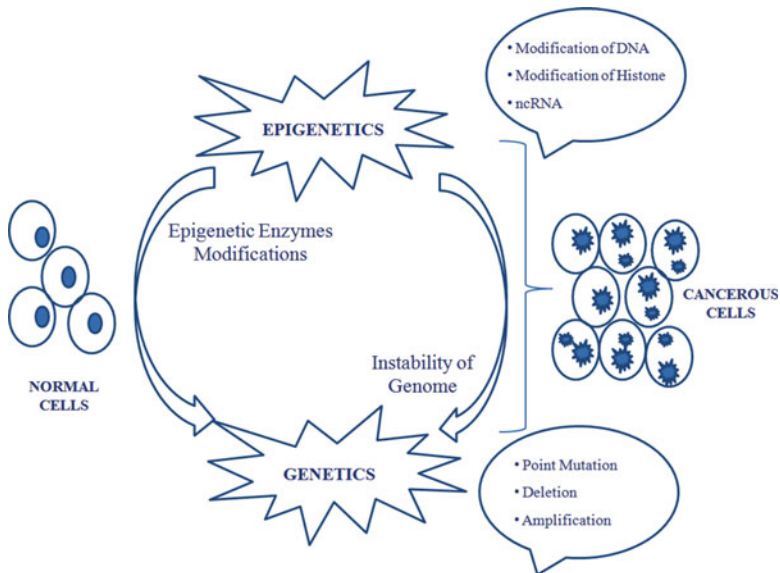 • Modification of DNA
• Modification of Histone
• ncRNA
EPIGENETICS
Epigenetic Enzymes
Modifications
NORMAL
CELLS
CANCEROUS
CELLS
Instability of
Genome
GENETICS
• Point Mutation
• Deletion
• Amplification